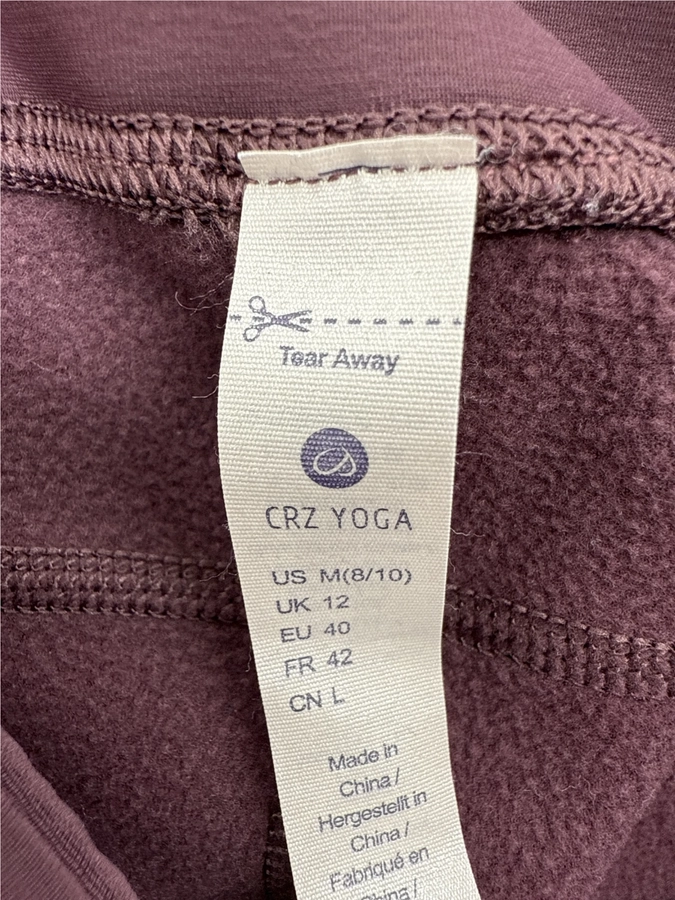 Tear Away
CRZ YOGA
US M(8/10)
UK 12
EU 40
FR 42
CN L
Made in
China /
Hergestellt in
China /
Fabriqué en
China /